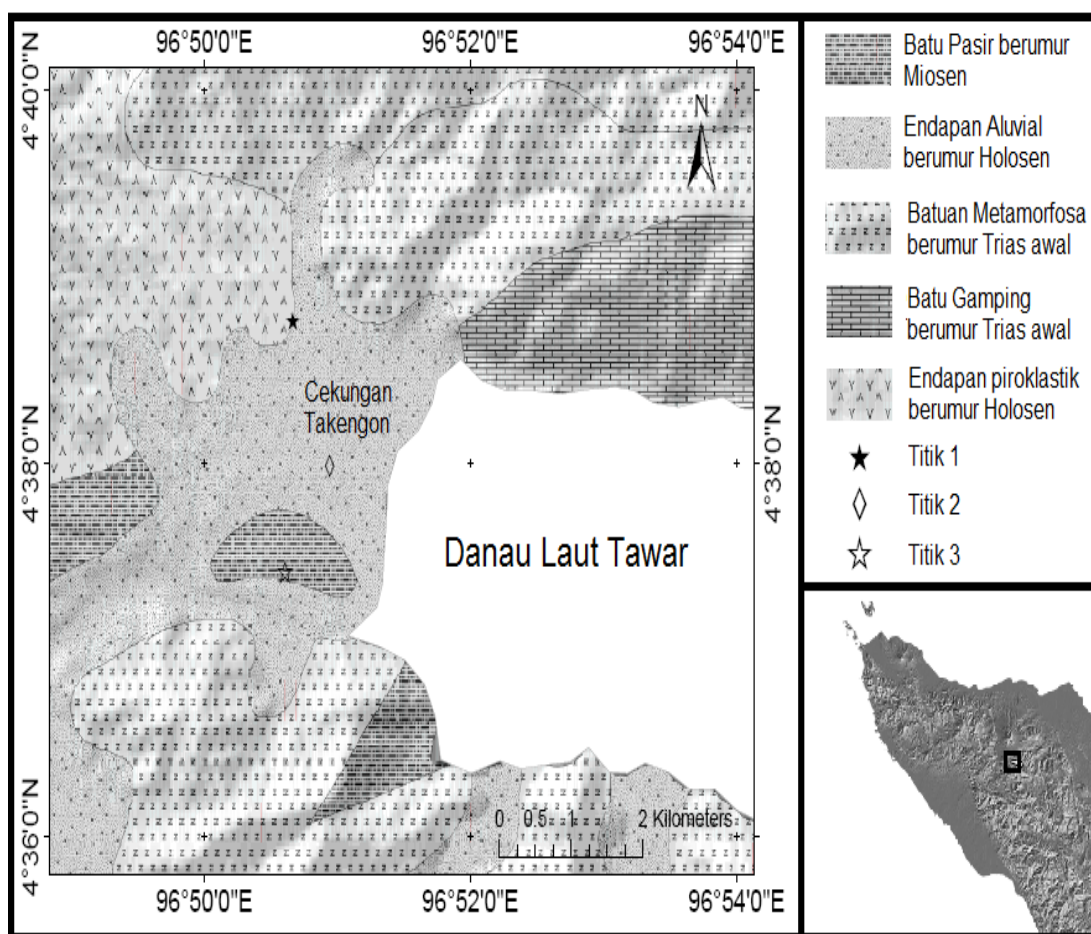 96°50'0"E
96°52'0"E
96°54'0"E
4°40'0"N
N
Cekungan
Takengon
4°38'0"N
4°38'0"N
Danau Laut Tawar
4°36'0"N
0 0.5 1 2 Kilometers
96°50'0"E
96°52'0"E
96°54'0"E
Batu Pasir berumur
Miosen
Endapan Aluvial
berumur Holosen
Batuan Metamorfosa
berumur Trias awal
Batu Gamping
berumur Trias awal
Endapan piroklastik
berumur Holosen
Titik 1
Titik 2
Titik 3